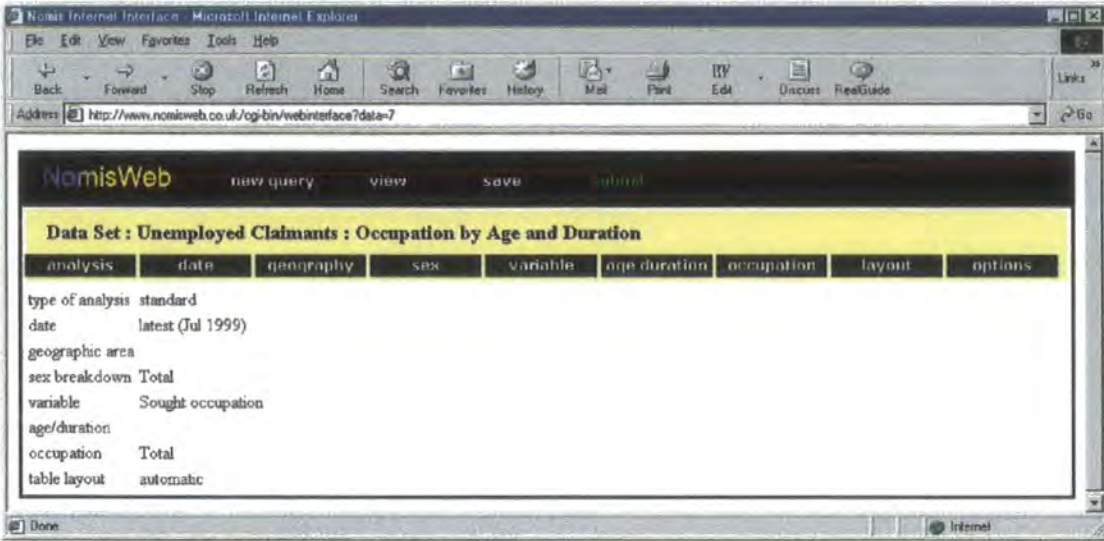 Nomis Internet Interface - Microsoft Internet Explorer
File Edit View Favorites Tools Help
Back Forward Stop Refresh Home Search Favorites History Mail Print Edit Discuss RealGuide Links
Address http://www.nomisweb.co.uk/cgi-bin/webinterface?data=7 Go
NomisWeb new query view save submit
Data Set : Unemployed Claimants : Occupation by Age and Duration
analysis date geography sex variable age duration occupation layout options
type of analysis standard
date latest (Jul 1999)
geographic area
sex breakdown Total
variable Sought occupation
age/duration
occupation Total
table layout automatic
Done Internet